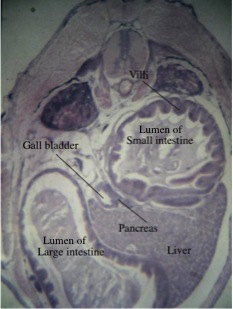 Villi
Lumen of
Small intestine
Gall bladder
Pancreas
Lumen of
Large intestine
Liver